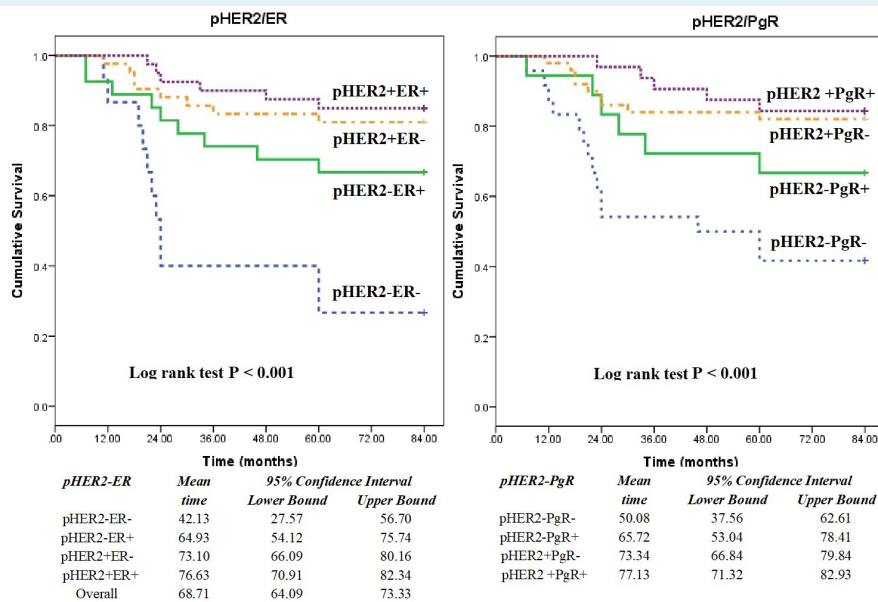 pHER2/ER
Cumulative Survival
1.0
0.8
0.6
0.4
0.2
0.0
pHER2+ER+
pHER2+ER-
pHER2-ER+
pHER2-ER-
Log rank test P < 0.001
.00 12.00 24.00 36.00 48.00 60.00 72.00 84.00
Time (months)
pHER2-ER Mean time 95% Confidence Interval
Lower Bound Upper Bound
pHER2-ER- 42.13 27.57 56.70
pHER2-ER+ 64.93 54.12 75.74
pHER2+ER- 73.10 66.09 80.16
pHER2+ER+ 76.63 70.91 82.34
Overall 68.71 64.09 73.33
pHER2/PgR
Cumulative Survival
1.0
0.8
0.6
0.4
0.2
0.0
pHER2 +PgR+
pHER2+PgR-
pHER2-PgR+
pHER2-PgR-
Log rank test P < 0.001
.00 12.00 24.00 36.00 48.00 60.00 72.00 84.00
Time (months)
pHER2-PgR Mean time 95% Confidence Interval
Lower Bound Upper Bound
pHER2-PgR- 50.08 37.56 62.61
pHER2-PgR+ 65.72 53.04 78.41
pHER2+PgR- 73.34 66.84 79.84
pHER2 +PgR+ 77.13 71.32 82.93